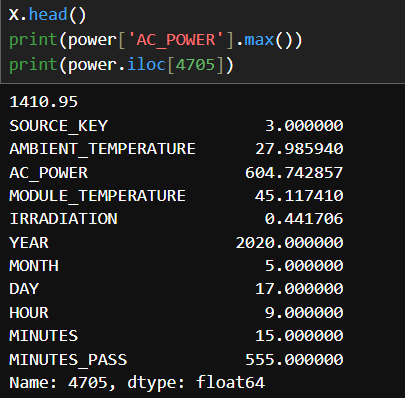 X.head()
print(power['AC_POWER'].max())
print(power.iloc[4705])
1410.95
SOURCE_KEY 3.000000
AMBIENT_TEMPERATURE 27.985940
AC_POWER 604.742857
MODULE_TEMPERATURE 45.117410
IRRADIATION 0.441706
YEAR 2020.000000
MONTH 5.000000
DAY 17.000000
HOUR 9.000000
MINUTES 15.000000
MINUTES_PASS 555.000000
Name: 4705, dtype: float64